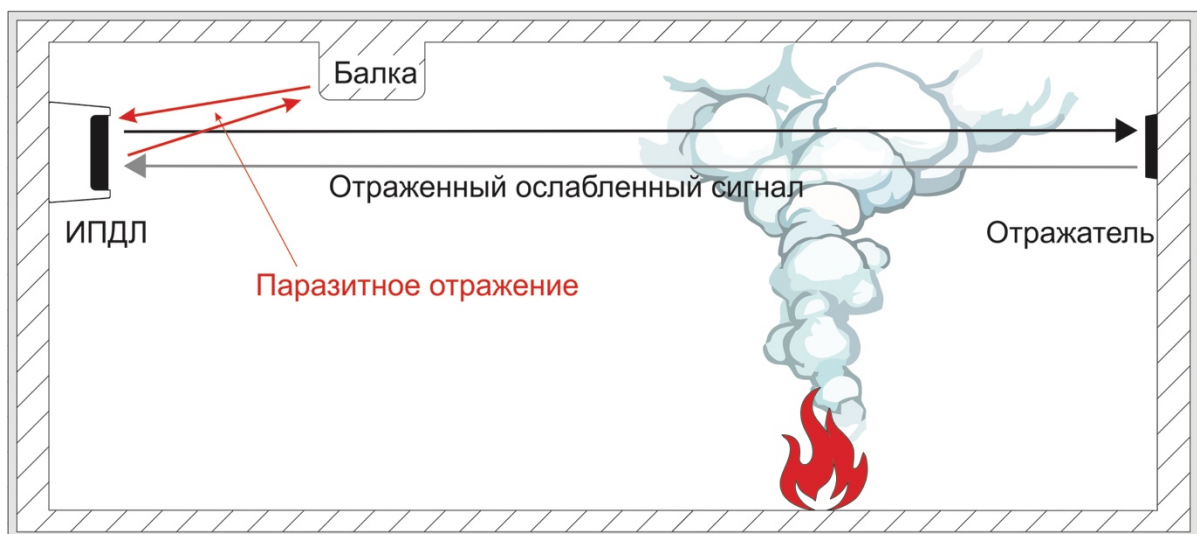 Балка
Отраженный ослабленный сигнал
ИПДЛ
Отражатель
Паразитное отражение